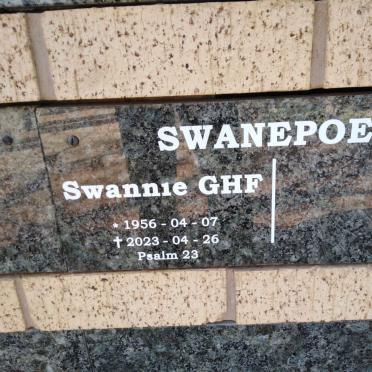 SWANEPOE
Swannie GHF
* 1956 - 04 - 07
✝ 2023 - 04 - 26
Psalm 23